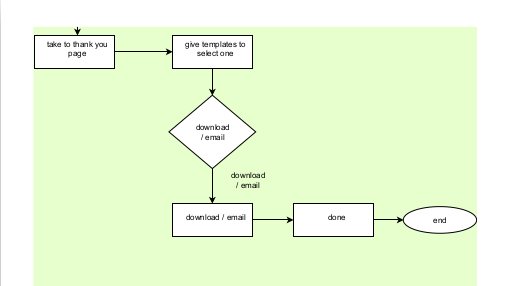 take to thank you
page
give templates to
select one
download
/ email
download
/ email
download / email
done
end